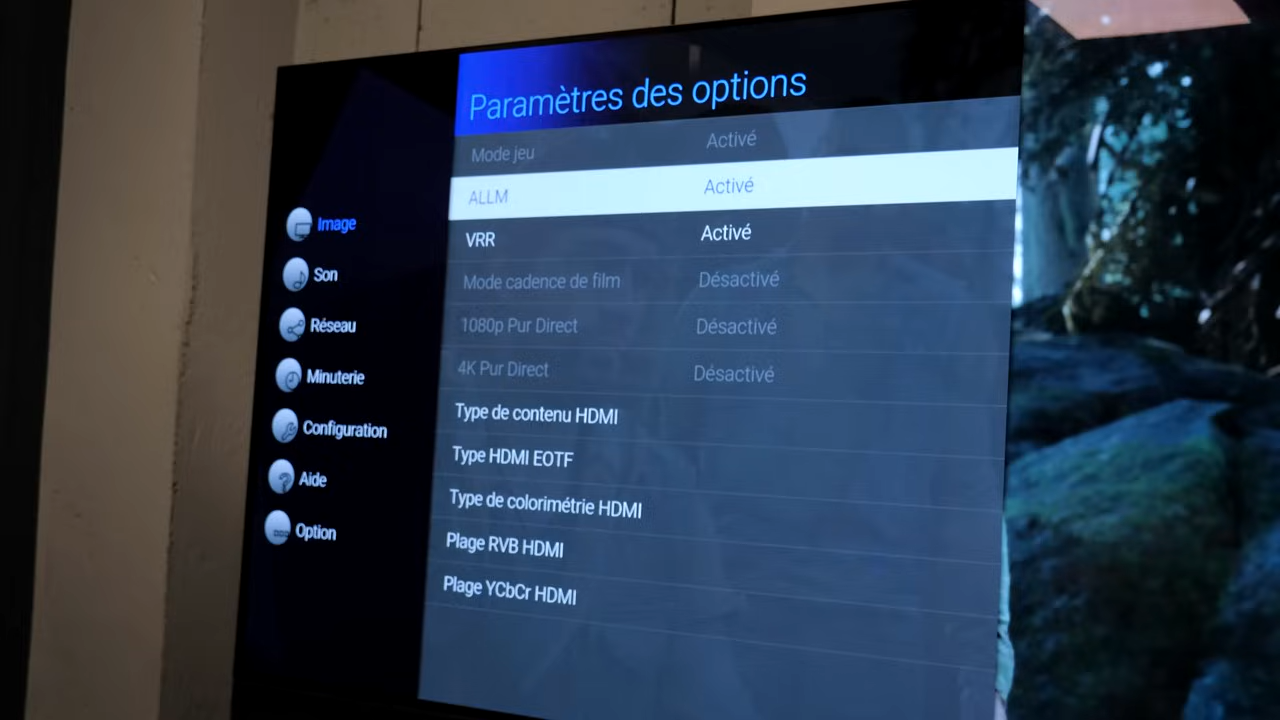 Paramètres des options
Mode jeu Activé
ALLM Activé
VRR Activé
Mode cadence de film Désactivé
1080p Pur Direct Désactivé
4K Pur Direct Désactivé
Type de contenu HDMI
Type HDMI EOTF
Type de colorimétrie HDMI
Plage RVB HDMI
Plage YCbCr HDMI
Image
Son
Réseau
Minuterie
Configuration
Aide
Option